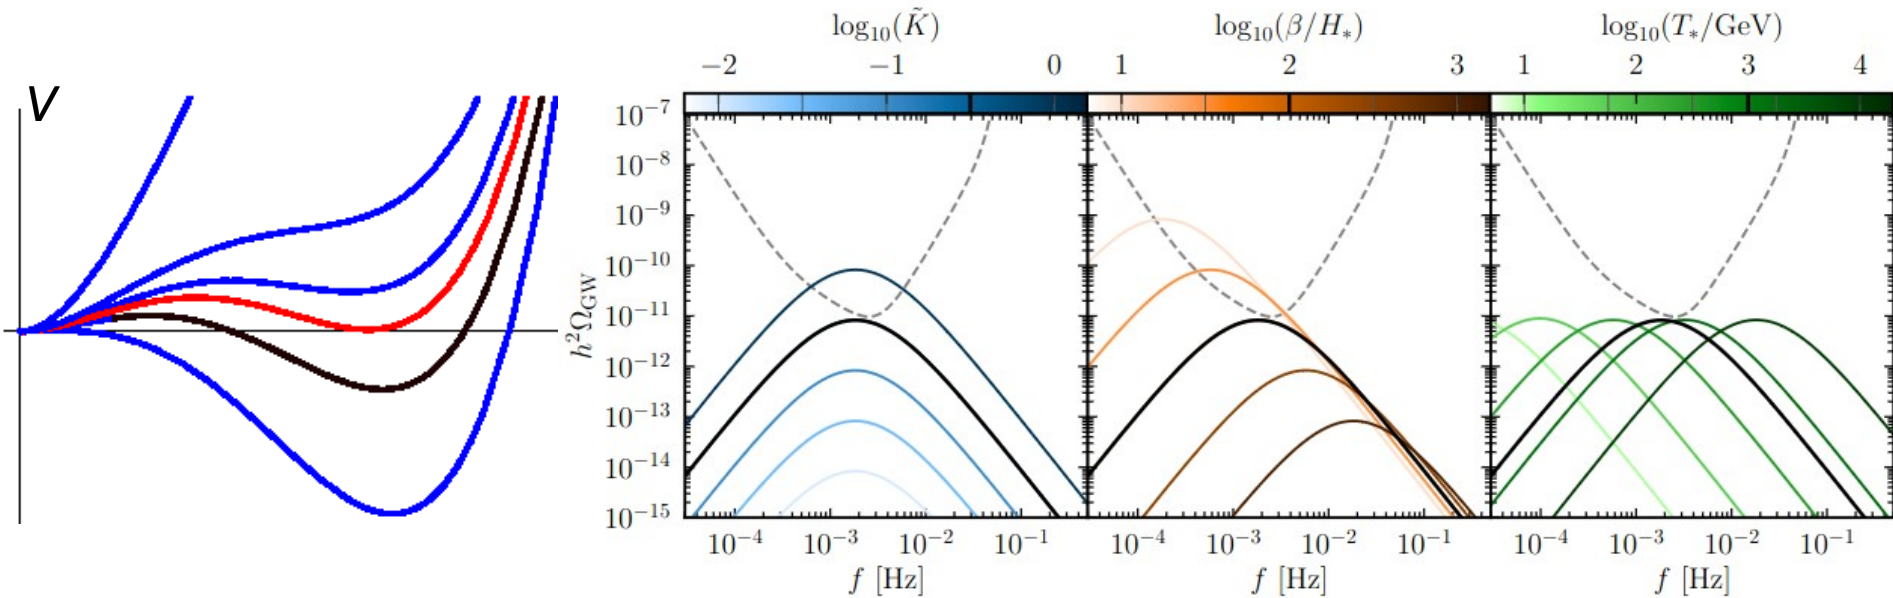 V
log₁₀(K̃)
log₁₀(β/H∗)
log₁₀(T∗/GeV)
−2 −1 0
1 2 3
1 2 3 4
10⁻⁷
10⁻⁸
10⁻⁹
10⁻¹⁰
10⁻¹¹
10⁻¹²
10⁻¹³
10⁻¹⁴
10⁻¹⁵
h²Ω_GW
10⁻⁴ 10⁻³ 10⁻² 10⁻¹
10⁻⁴ 10⁻³ 10⁻² 10⁻¹
10⁻⁴ 10⁻³ 10⁻² 10⁻¹
f [Hz]
f [Hz]
f [Hz]